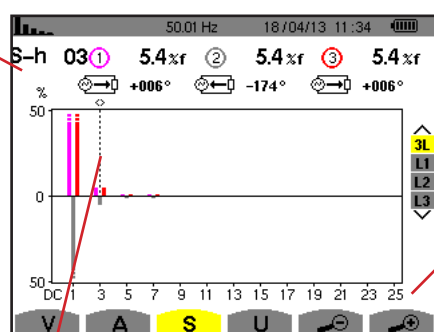 50.01 Hz 18/04/13 11:34
S-h 03 1 5.4%f 2 5.4%f 3 5.4%f
+006° -174° +006°
%
50
3L
L1
L2
L3
0
50
DC 1 3 5 7 9 11 13 15 17 19 21 23 25
V A S U